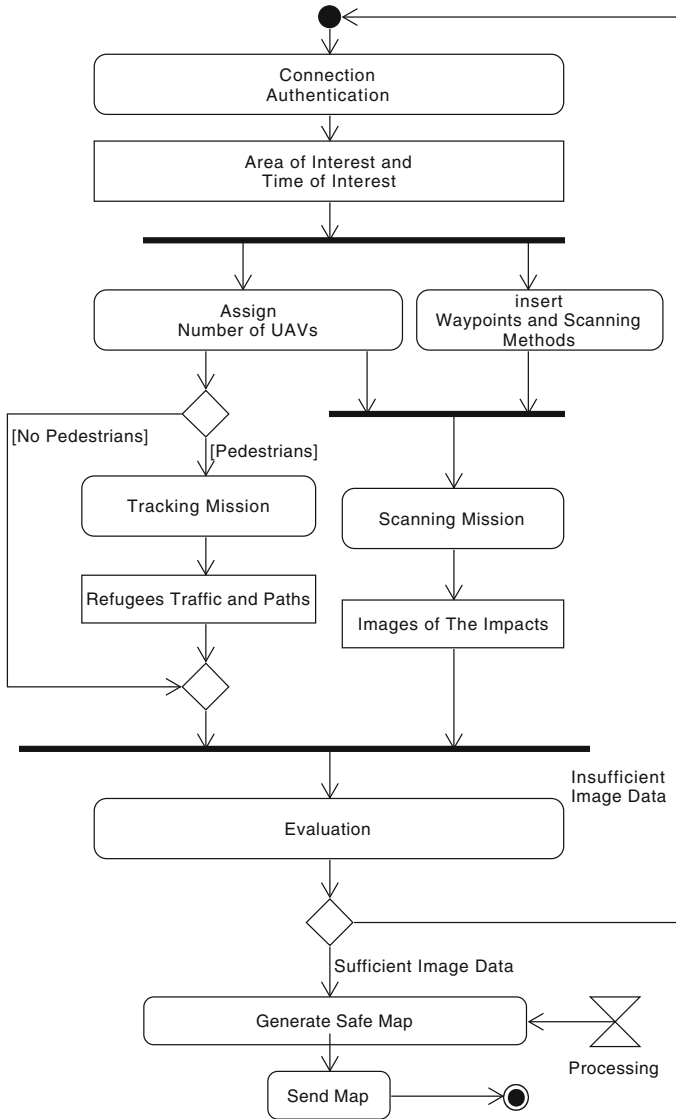 Connection
Authentication
Area of Interest and
Time of Interest
Assign
Number of UAVs
insert
Waypoints and Scanning
Methods
[No Pedestrians]
[Pedestrians]
Tracking Mission
Scanning Mission
Refugees Traffic and Paths
Images of The Impacts
Insufficient
Image Data
Evaluation
Sufficient Image Data
Generate Safe Map
Processing
Send Map